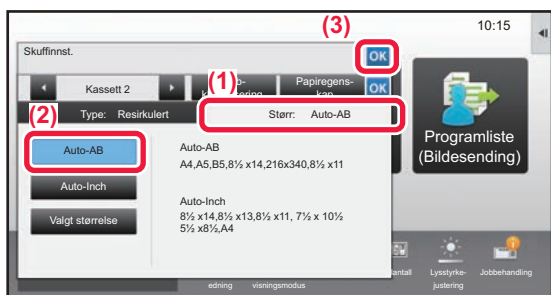 10:15
(3)
Skuffinnst.
OK
(1)
Kassett 2
Papiregens-
kap
OK
(2)
Type: Resirkulert
Størr: Auto-AB
Auto-AB
Auto-AB
A4,A5,B5,8½ x14,216x340,8½ x11
Auto-Inch
Auto-Inch
8½ x14,8½ x13,8½ x11, 7½ x 10½
5½ x8½,A4
Valgt størrelse
Programliste
(Bildesending)
antall
Lysstyrke-
justering
Jobbehandling
edning
visningsmodus